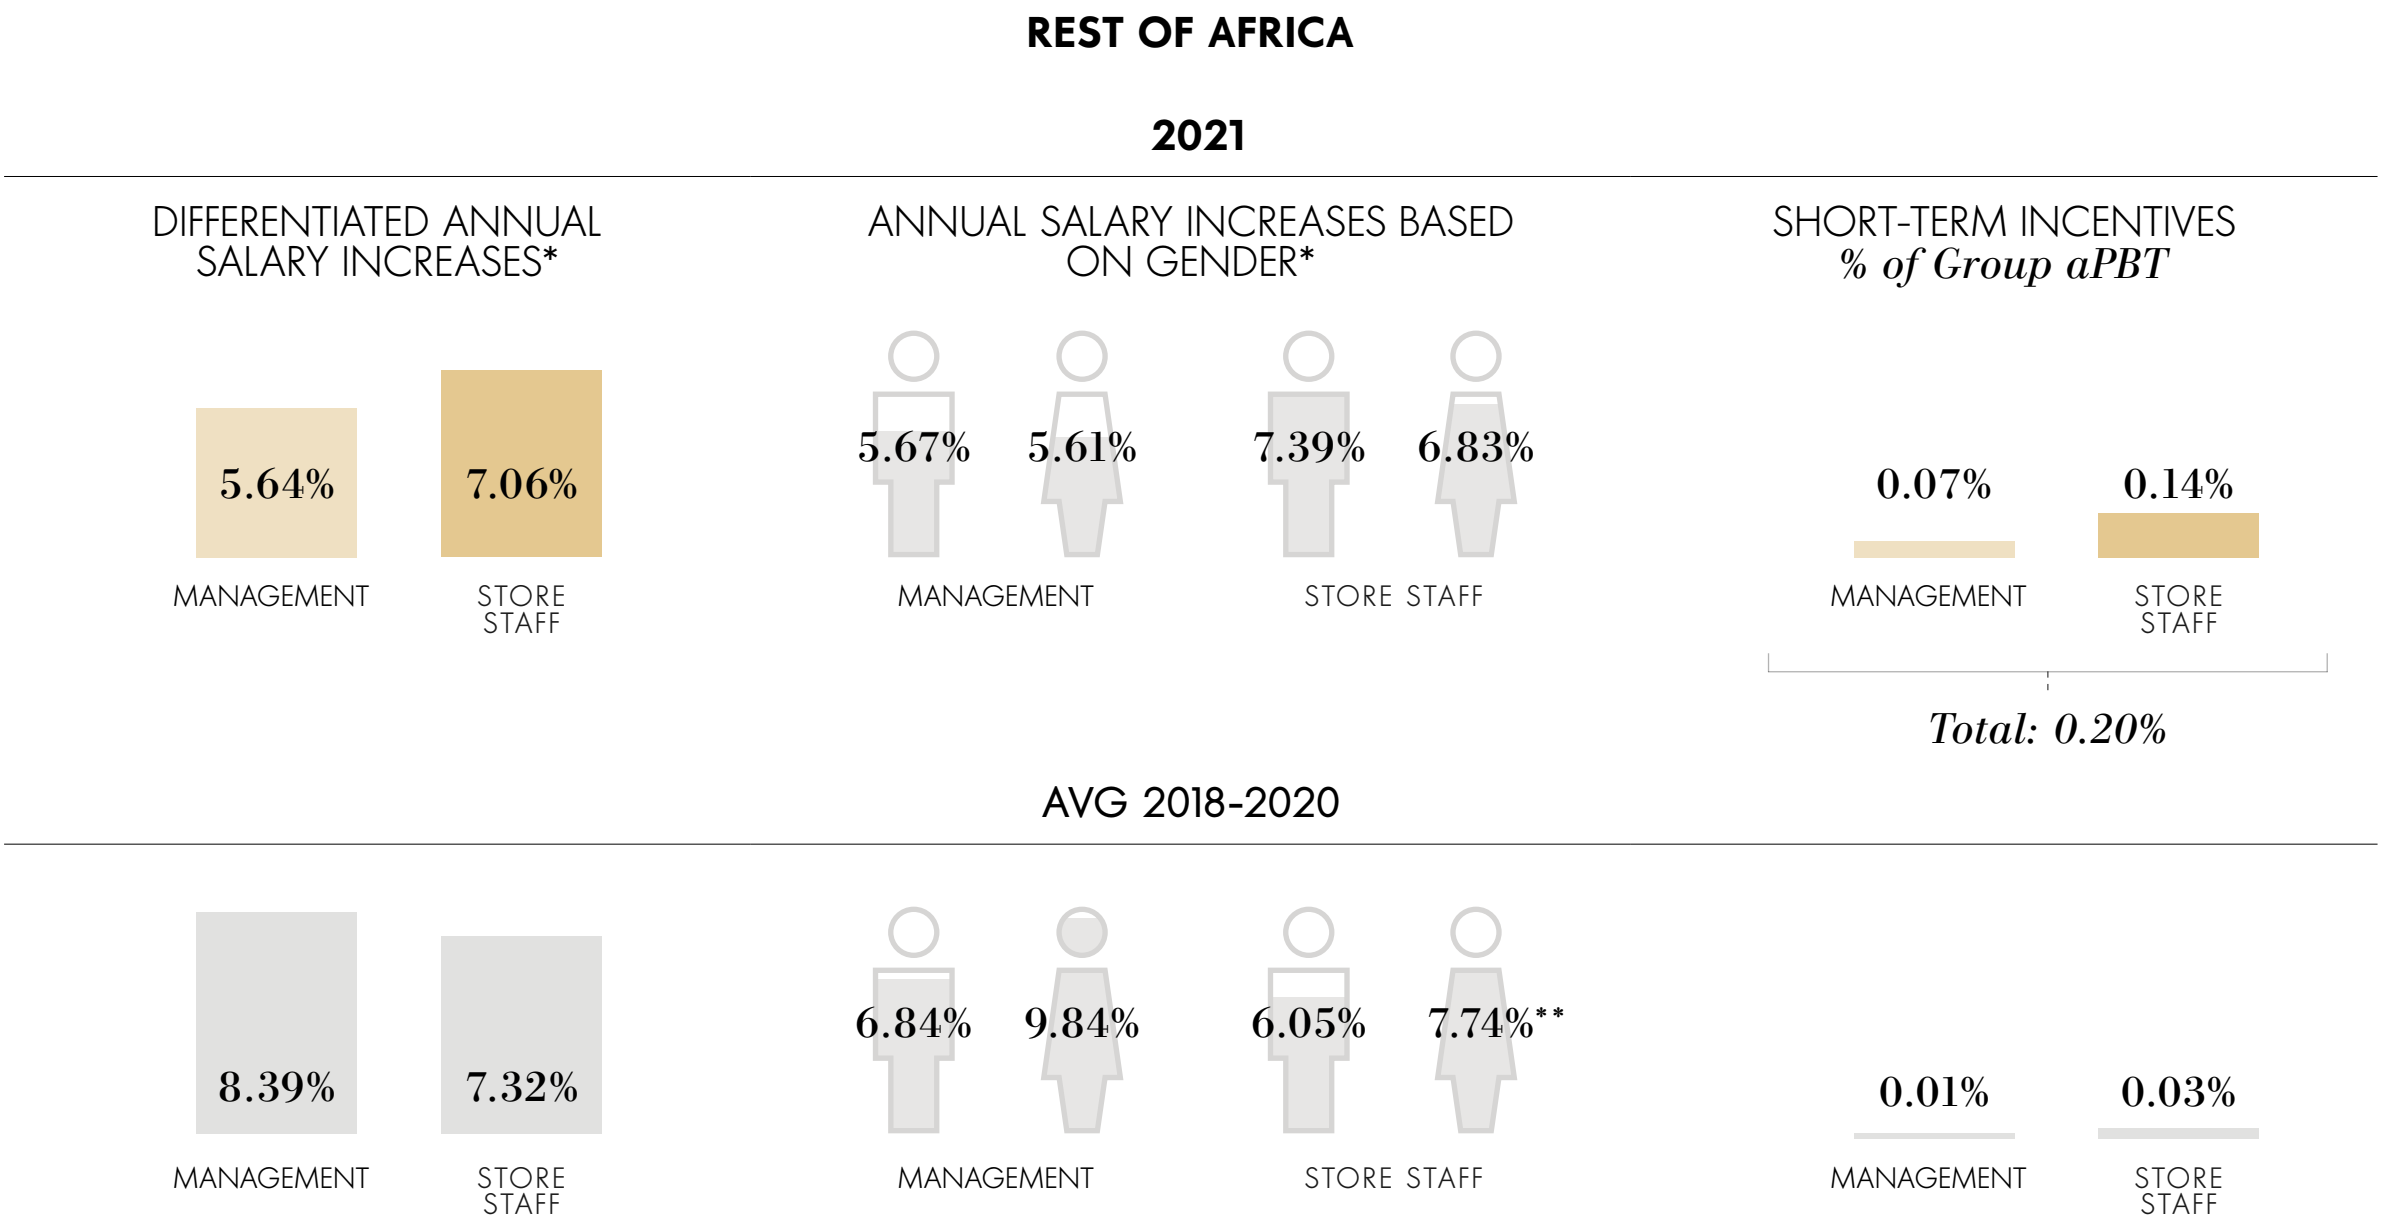 REST OF AFRICA
2021
DIFFERENTIATED ANNUAL
SALARY INCREASES*
5.64%
7.06%
MANAGEMENT
STORE
STAFF
ANNUAL SALARY INCREASES BASED
ON GENDER*
5.67%
5.61%
7.39%
6.83%
MANAGEMENT
STORE STAFF
SHORT-TERM INCENTIVES
% of Group aPBT
0.07%
0.14%
MANAGEMENT
STORE
STAFF
Total: 0.20%
AVG 2018-2020
8.39%
7.32%
MANAGEMENT
STORE
STAFF
6.84%
9.84%
6.05%
7.74%**
MANAGEMENT
STORE STAFF
0.01%
0.03%
MANAGEMENT
STORE
STAFF